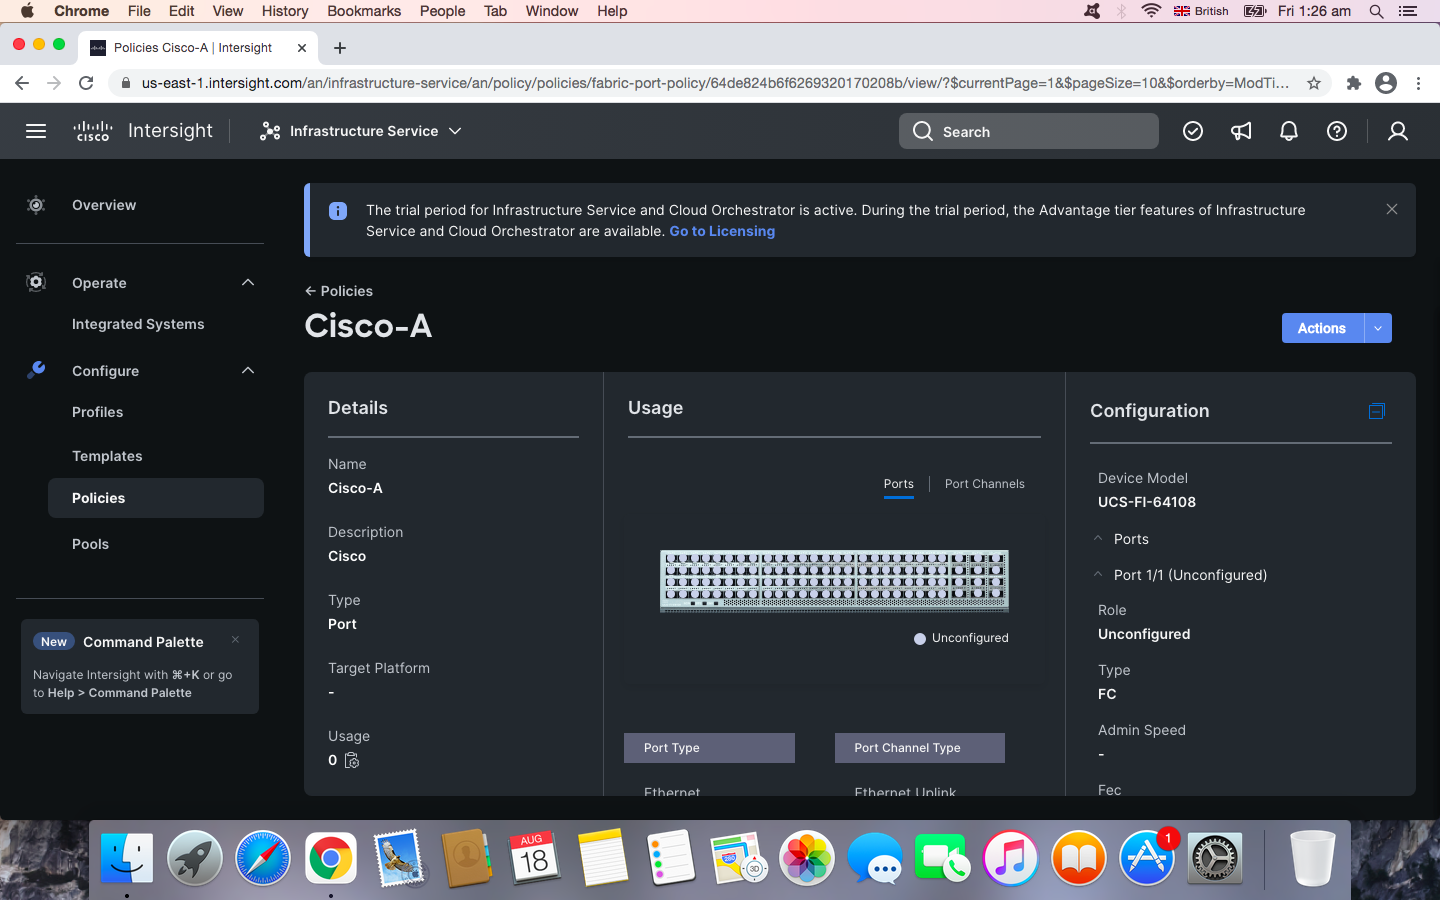 Chrome File Edit View History Bookmarks People Tab Window Help British Fri 1:26 am
Policies Cisco-A | Intersight
us-east-1.intersight.com/an/infrastructure-service/an/policy/policies/fabric-port-policy/64de824b6f6269320170208b/view/?$currentPage=1&$pageSize=10&$orderby=ModTi...
CISCO Intersight Infrastructure Service Search
Overview
Operate
Integrated Systems
Configure
Profiles
Templates
Policies
Pools
New Command Palette
Navigate Intersight with ⌘+K or go
to Help > Command Palette
The trial period for Infrastructure Service and Cloud Orchestrator is active. During the trial period, the Advantage tier features of Infrastructure
Service and Cloud Orchestrator are available. Go to Licensing
← Policies
Cisco-A
Actions
Details
Name
Cisco-A
Description
Cisco
Type
Port
Target Platform
-
Usage
0
Usage
Ports Port Channels
Unconfigured
Port Type Port Channel Type
Ethernet Ethernet Uplink
Configuration
Device Model
UCS-FI-64108
Ports
Port 1/1 (Unconfigured)
Role
Unconfigured
Type
FC
Admin Speed
-
Fec
AUG
18
280
3D
1